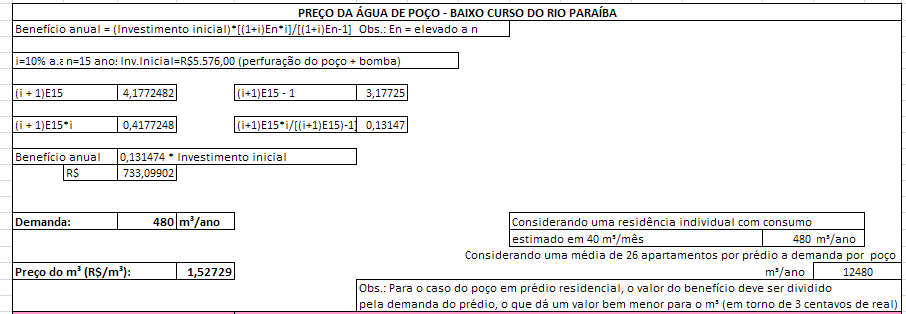 PREÇO DA ÁGUA DE POÇO - BAIXO CURSO DO RIO PARAÍBA
Benefício anual = (Investimento inicial)*[(1+i)En*i]/[(1+i)En-1] Obs.: En = elevado a n
i=10% a.a n=15 anos Inv.Inicial=R$5.576,00 (perfuração do poço + bomba)
(i + 1)E15 4,1772482 (i+1)E15 - 1 3,17725
(i + 1)E15*i 0,4177248 (i+1)E15*i/[(i+1)E15)-1] 0,13147
Benefício anual 0,131474 * Investimento inicial
R$ 733,09902
Demanda: 480 m³/ano Considerando uma residência individual com consumo
estimado em 40 m³/mês 480 m³/ano
Considerando uma média de 26 apartamentos por prédio a demanda por poço
Preço do m³ (R$/m³): 1,52729 m³/ano 12480
Obs.: Para o caso do poço em prédio residencial, o valor do benefício deve ser dividido
pela demanda do prédio, o que dá um valor bem menor para o m³ (em torno de 3 centavos de real)